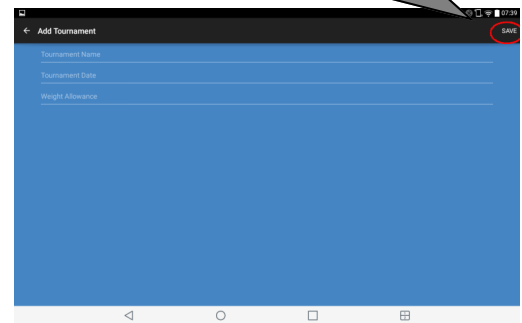 07:39
Add Tournament
SAVE
Tournament Name
Tournament Date
Weight Allowance